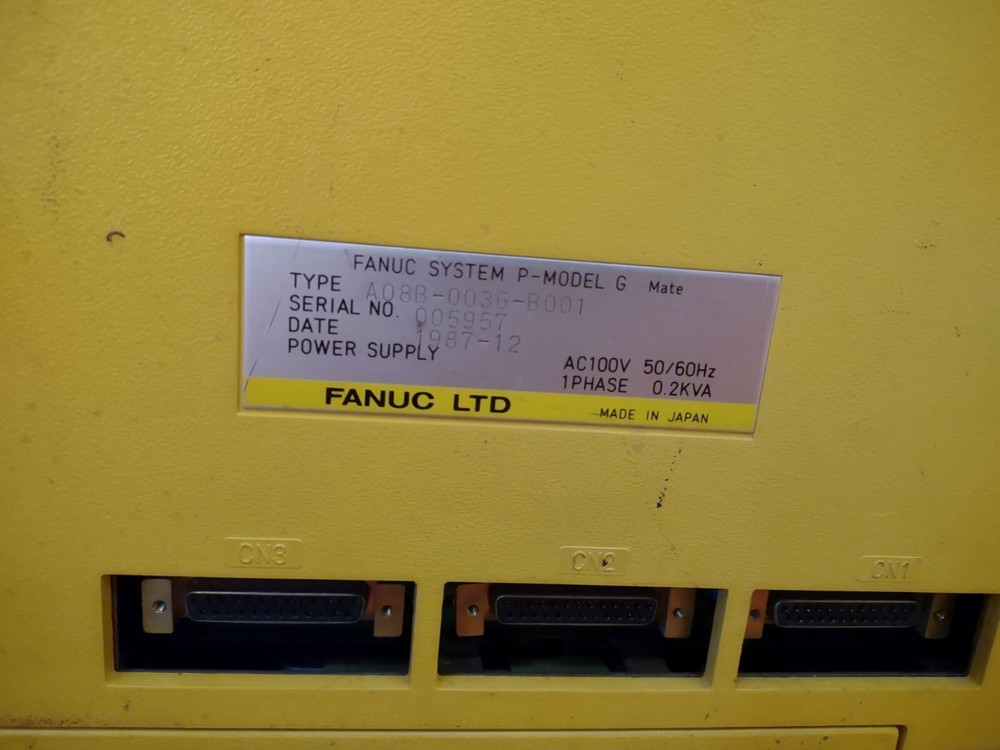 FANUC SYSTEM P-MODEL G Mate
TYPE A08B-0036-B001
SERIAL NO. 005957
DATE 1987-12
POWER SUPPLY
AC100V 50/60Hz
1PHASE 0.2KVA
FANUC LTD MADE IN JAPAN
CN3 CN2 CN1